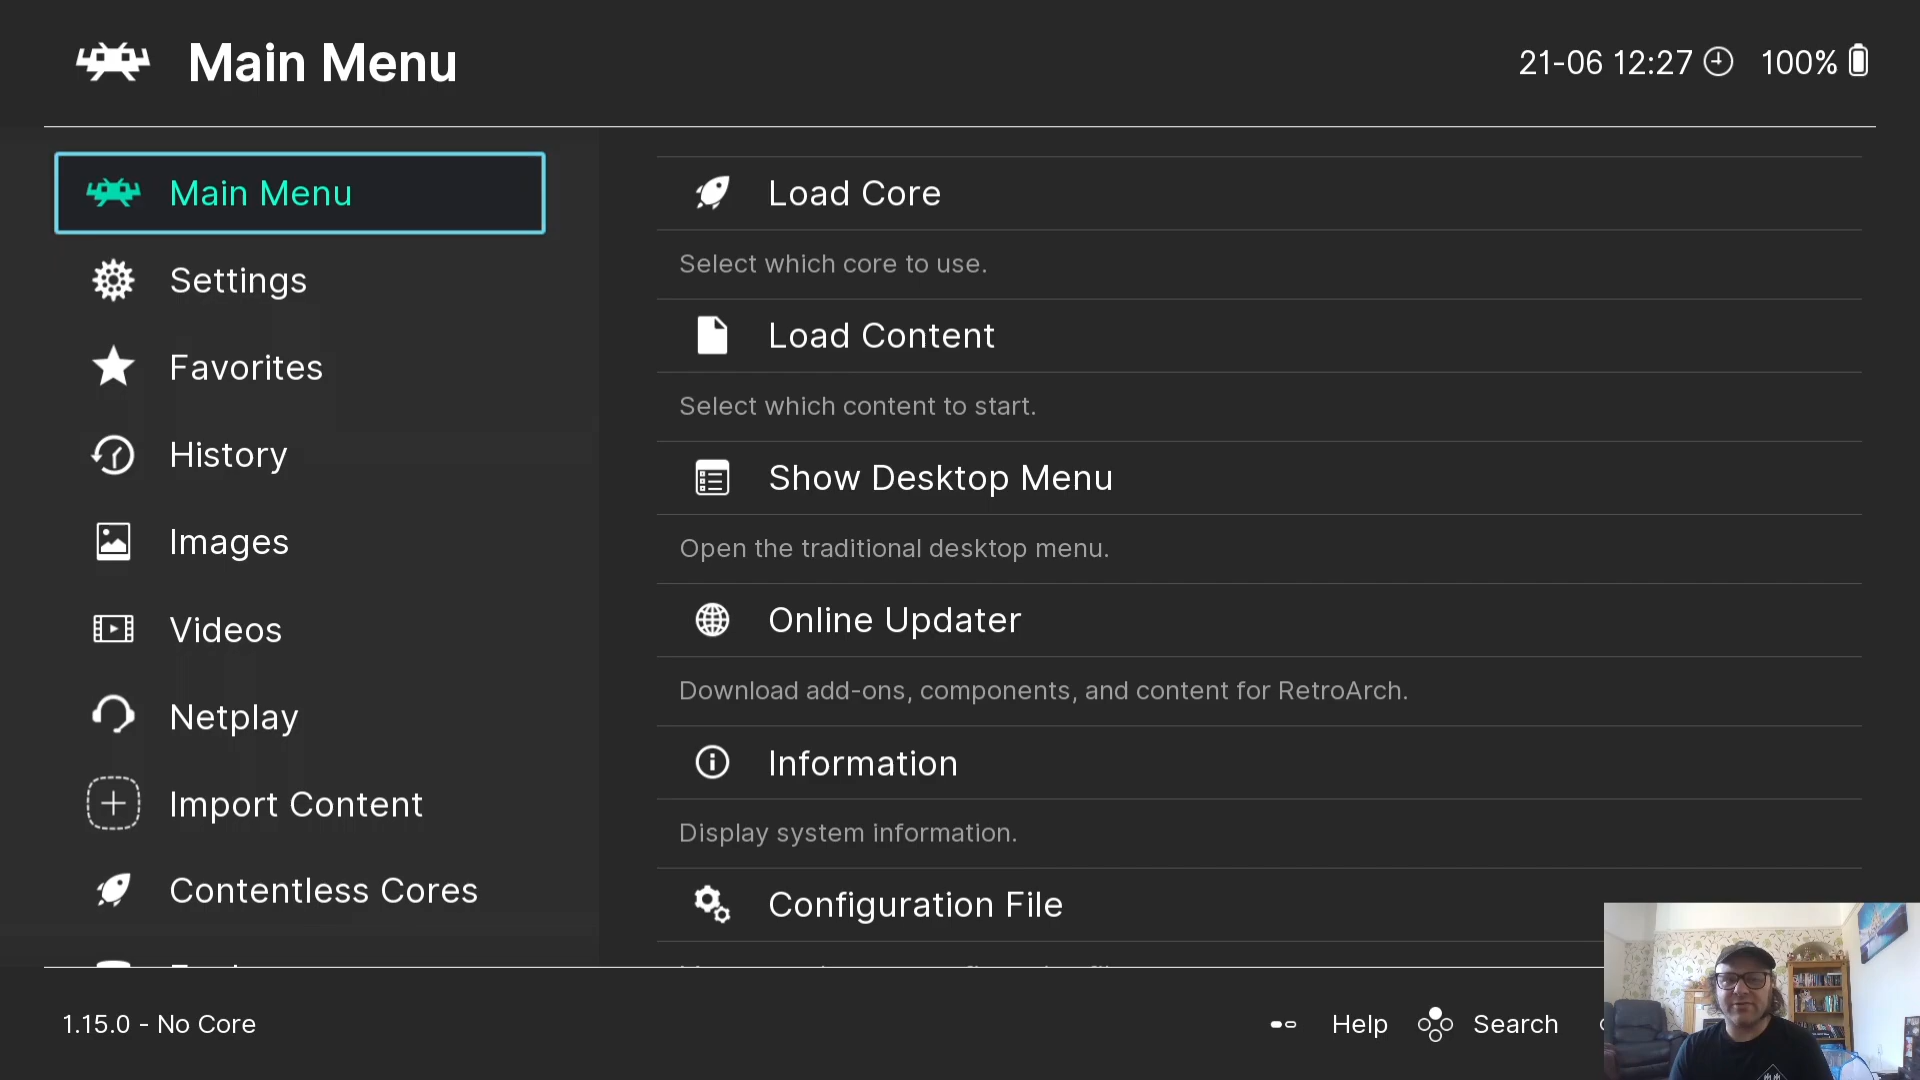 Main Menu
21-06 12:27
100%
Main Menu
Settings
Favorites
History
Images
Videos
Netplay
Import Content
Contentless Cores
Load Core
Select which core to use.
Load Content
Select which content to start.
Show Desktop Menu
Open the traditional desktop menu.
Online Updater
Download add-ons, components, and content for RetroArch.
Information
Display system information.
Configuration File
1.15.0 - No Core
Help
Search